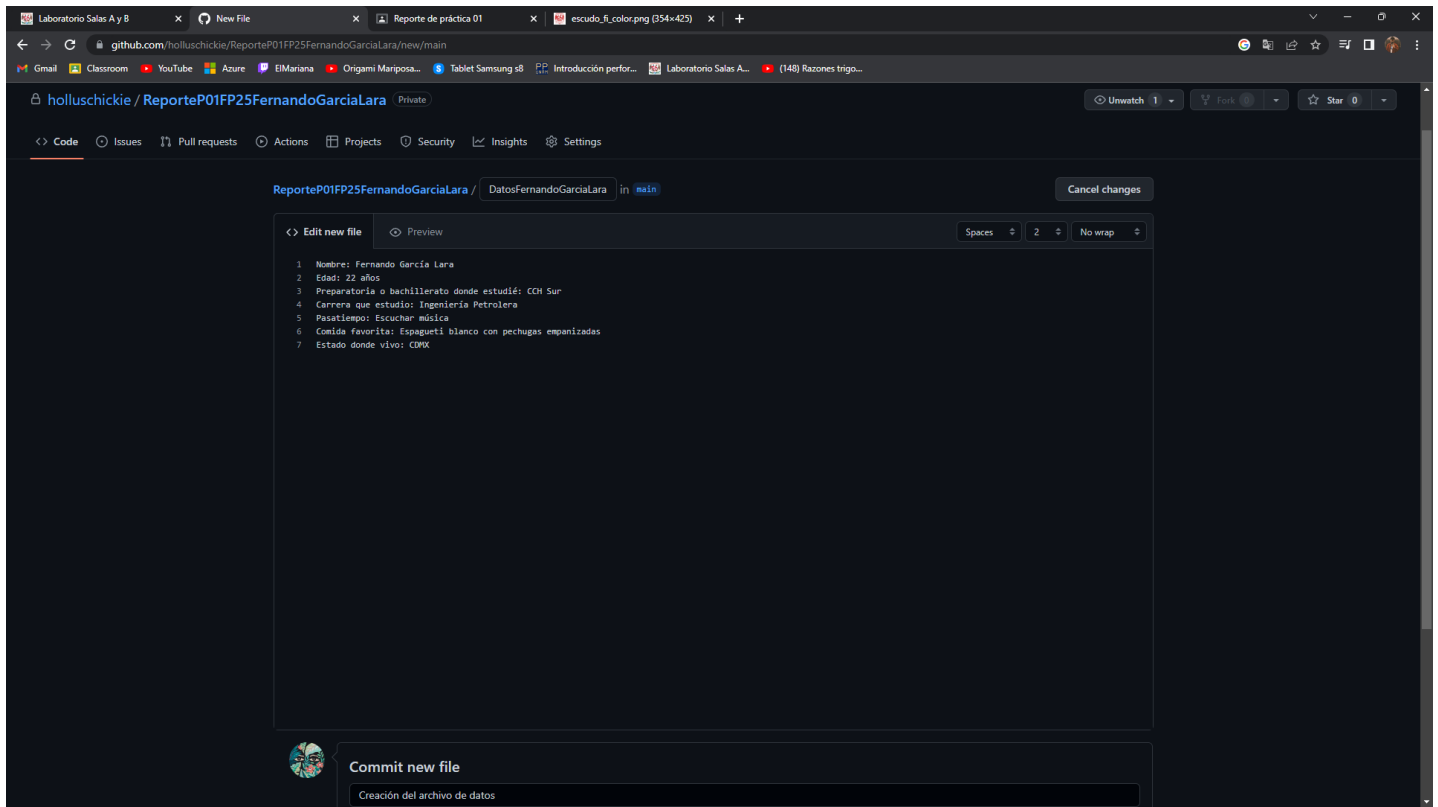 Laboratorio Salas A y B
New File
Reporte de práctica 01
escudo_fi_color.png (354×425)
github.com/holluschickie/ReporteP01FP25FernandoGarciaLara/new/main
Gmail Classroom YouTube Azure ElMariana Origami Mariposa... Tablet Samsung s8 Introducción perfor... Laboratorio Salas A... (148) Razones trigo...
holluschickie / ReporteP01FP25FernandoGarciaLara Private
Unwatch 1 Fork 0 Star 0
Code Issues Pull requests Actions Projects Security Insights Settings
ReporteP01FP25FernandoGarciaLara / DatosFernandoGarciaLara in main
Cancel changes
Edit new file Preview
Spaces 2 No wrap
1 Nombre: Fernando García Lara
2 Edad: 22 años
3 Preparatoria o bachillerato donde estudié: CCH Sur
4 Carrera que estudio: Ingeniería Petrolera
5 Pasatiempo: Escuchar música
6 Comida favorita: Espagueti blanco con pechugas empanizadas
7 Estado donde vivo: CDMX
Commit new file
Creación del archivo de datos